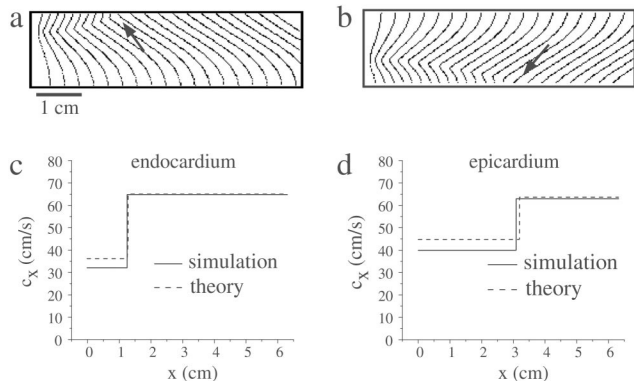 a
b
1 cm
c
endocardium
80
70
60
50
40
30
20
10
0
c_x (cm/s)
simulation
theory
0 1 2 3 4 5 6
x (cm)
d
epicardium
80
70
60
50
40
30
20
10
0
c_x (cm/s)
simulation
theory
0 1 2 3 4 5 6
x (cm)